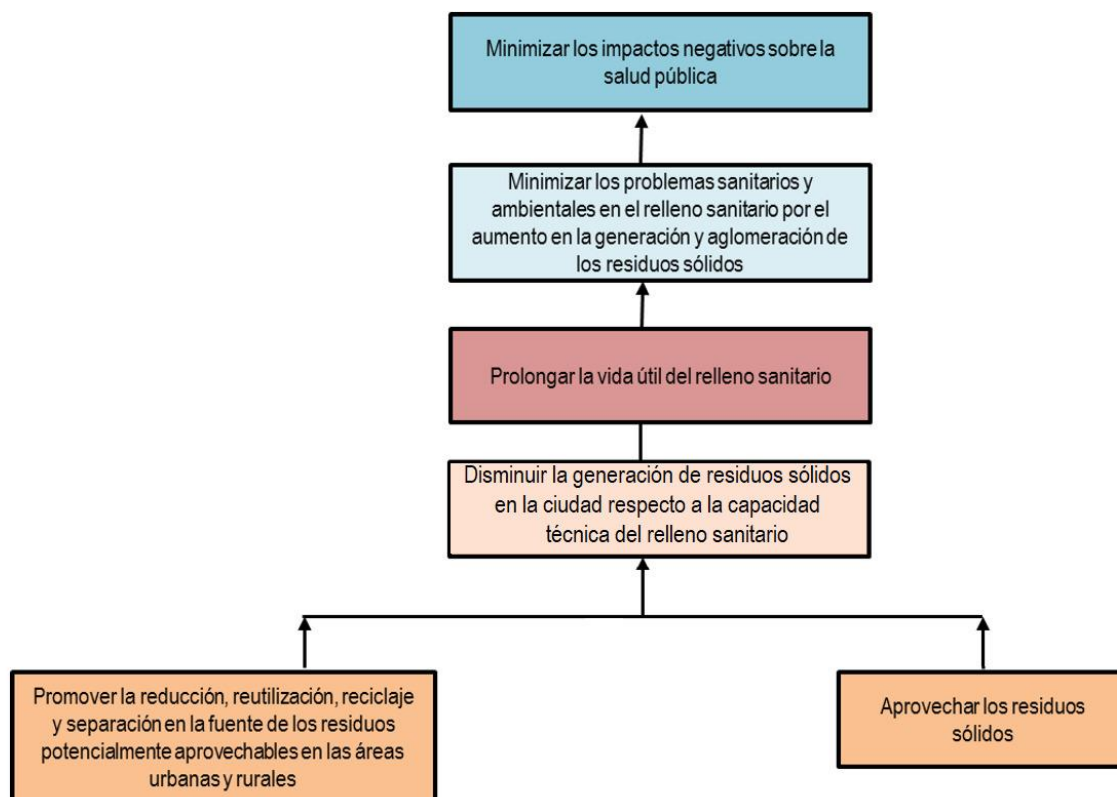 Minimizar los impactos negativos sobre la
salud pública
Minimizar los problemas sanitarios y
ambientales en el relleno sanitario por el
aumento en la generación y aglomeración de
los residuos sólidos
Prolongar la vida útil del relleno sanitario
Disminuir la generación de residuos sólidos
en la ciudad respecto a la capacidad
técnica del relleno sanitario
Promover la reducción, reutilización, reciclaje
y separación en la fuente de los residuos
potencialmente aprovechables en las áreas
urbanas y rurales
Aprovechar los residuos
sólidos